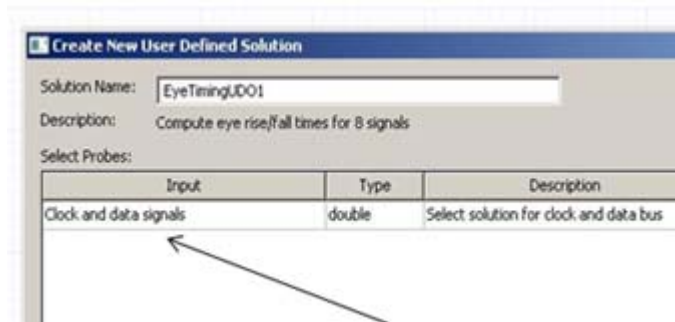 Create New User Defined Solution
Solution Name: EyeTimingUDO1
Description: Compute eye rise/fall times for 8 signals
Select Probes:
Input Type Description
Clock and data signals double Select solution for clock and data bus